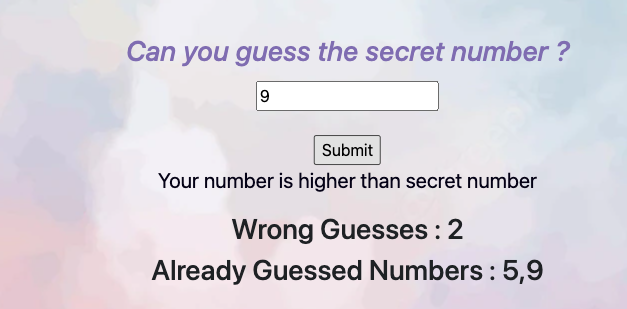 Can you guess the secret number ?
9
Submit
Your number is higher than secret number
Wrong Guesses : 2
Already Guessed Numbers : 5,9